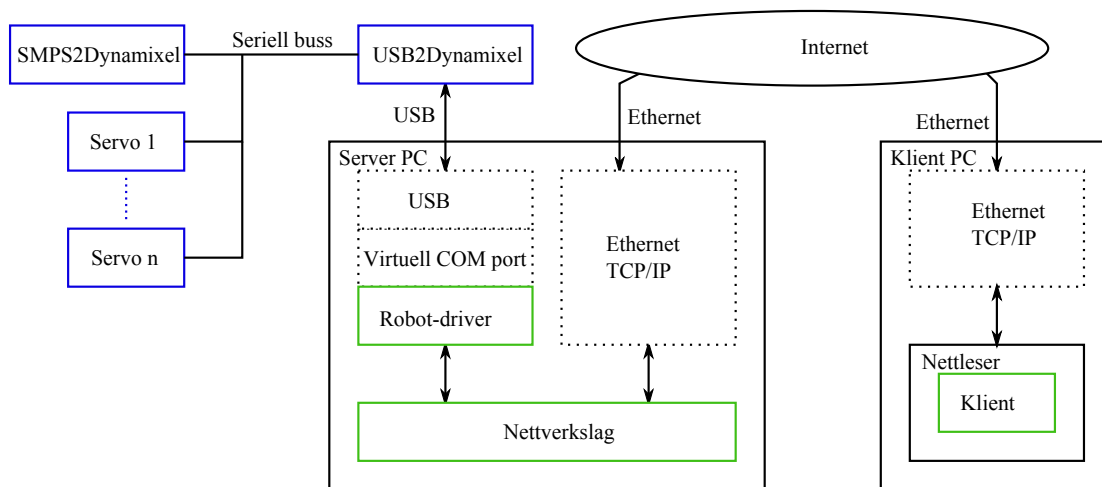 SMPS2Dynamixel
Seriell buss
USB2Dynamixel
Internet
Servo 1
Servo n
USB
Ethernet
Ethernet
Server PC
USB
Virtuell COM port
Robot-driver
Ethernet
TCP/IP
Nettverkslag
Klient PC
Ethernet
TCP/IP
Nettleser
Klient